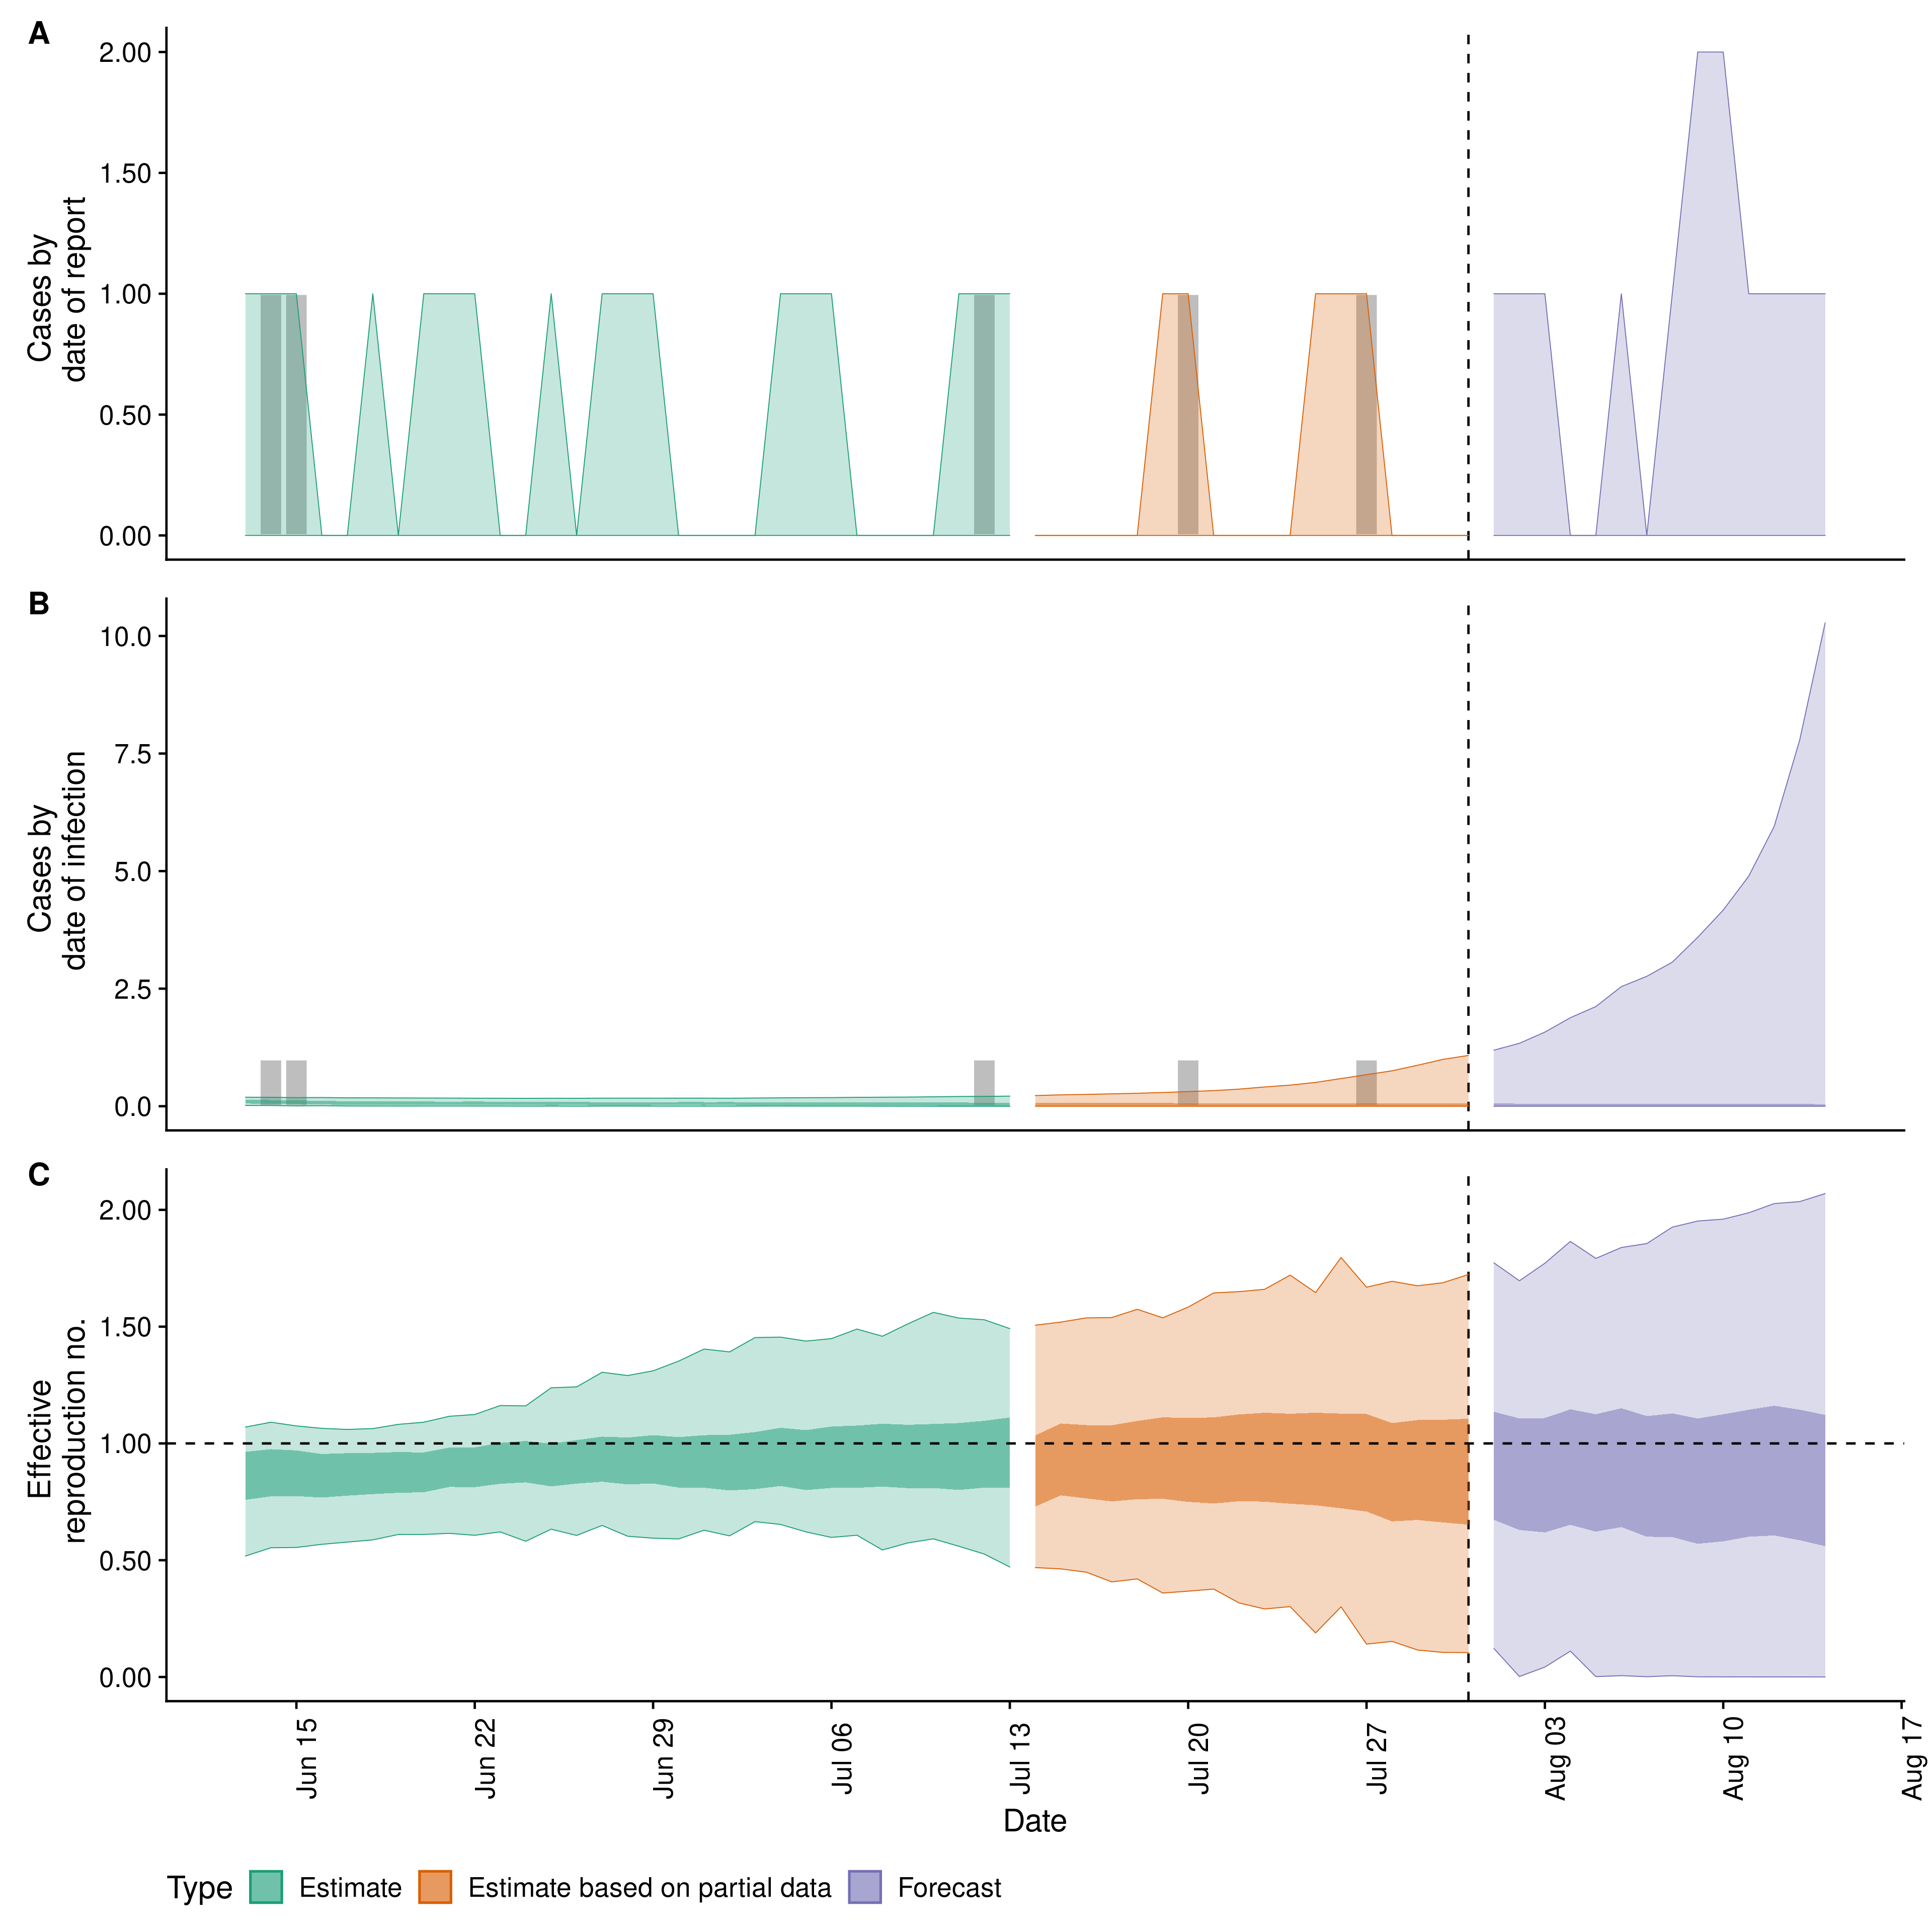 A
2.00
1.50
1.00
0.50
0.00
Cases by
date of report
B
10.0
7.5
5.0
2.5
0.0
Cases by
date of infection
C
2.00
1.50
1.00
0.50
0.00
Effective
reproduction no.
Jun 15
Jun 22
Jun 29
Jul 06
Jul 13
Jul 20
Jul 27
Aug 03
Aug 10
Aug 17
Date
Type Estimate Estimate based on partial data Forecast